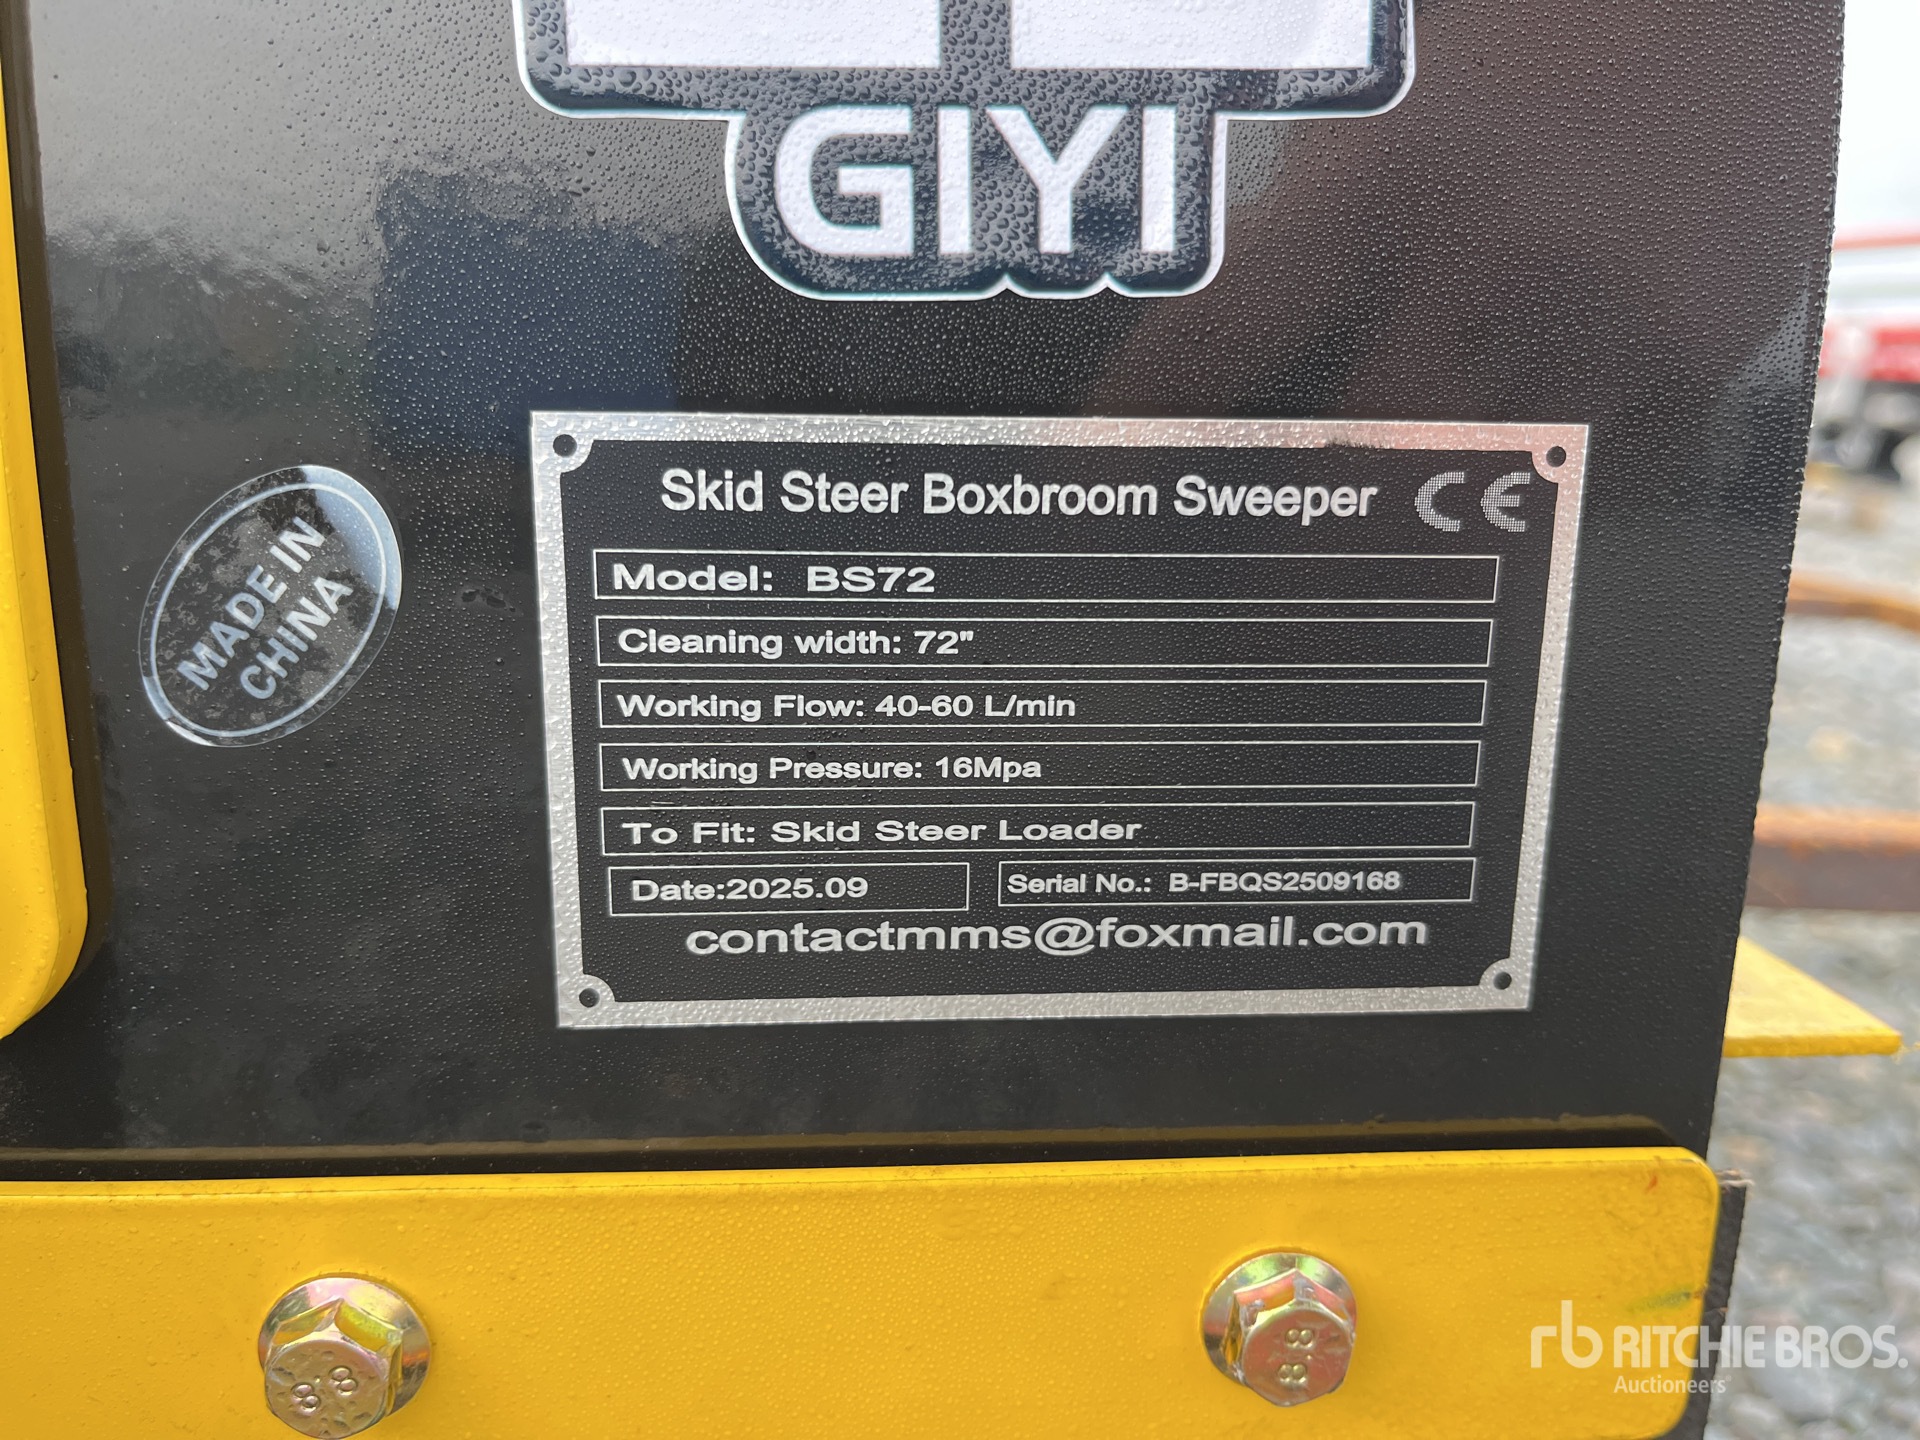 GIYI
MADE IN
CHINA
Skid Steer Boxbroom Sweeper CE
Model: BS72
Cleaning width: 72"
Working Flow: 40-60 L/min
Working Pressure: 16Mpa
To Fit: Skid Steer Loader
Date:2025.09
Serial No.: B-FBQS2509168
contactmms@foxmail.com
8.8
8.8
rb RITCHIE BROS.
Auctioneers